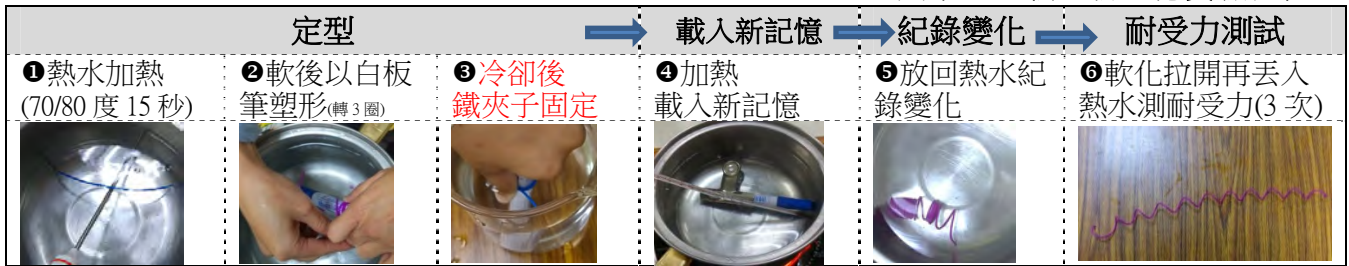 定型
載入新記憶
紀錄變化
耐受力測試
❶熱水加熱
(70/80 度 15 秒)
❷軟後以白板
筆塑形(轉 3 圈)
❸冷卻後
鐵夾子固定
❹加熱
載入新記憶
❺放回熱水紀
錄變化
❻軟化拉開再丟入
熱水測耐受力(3 次)